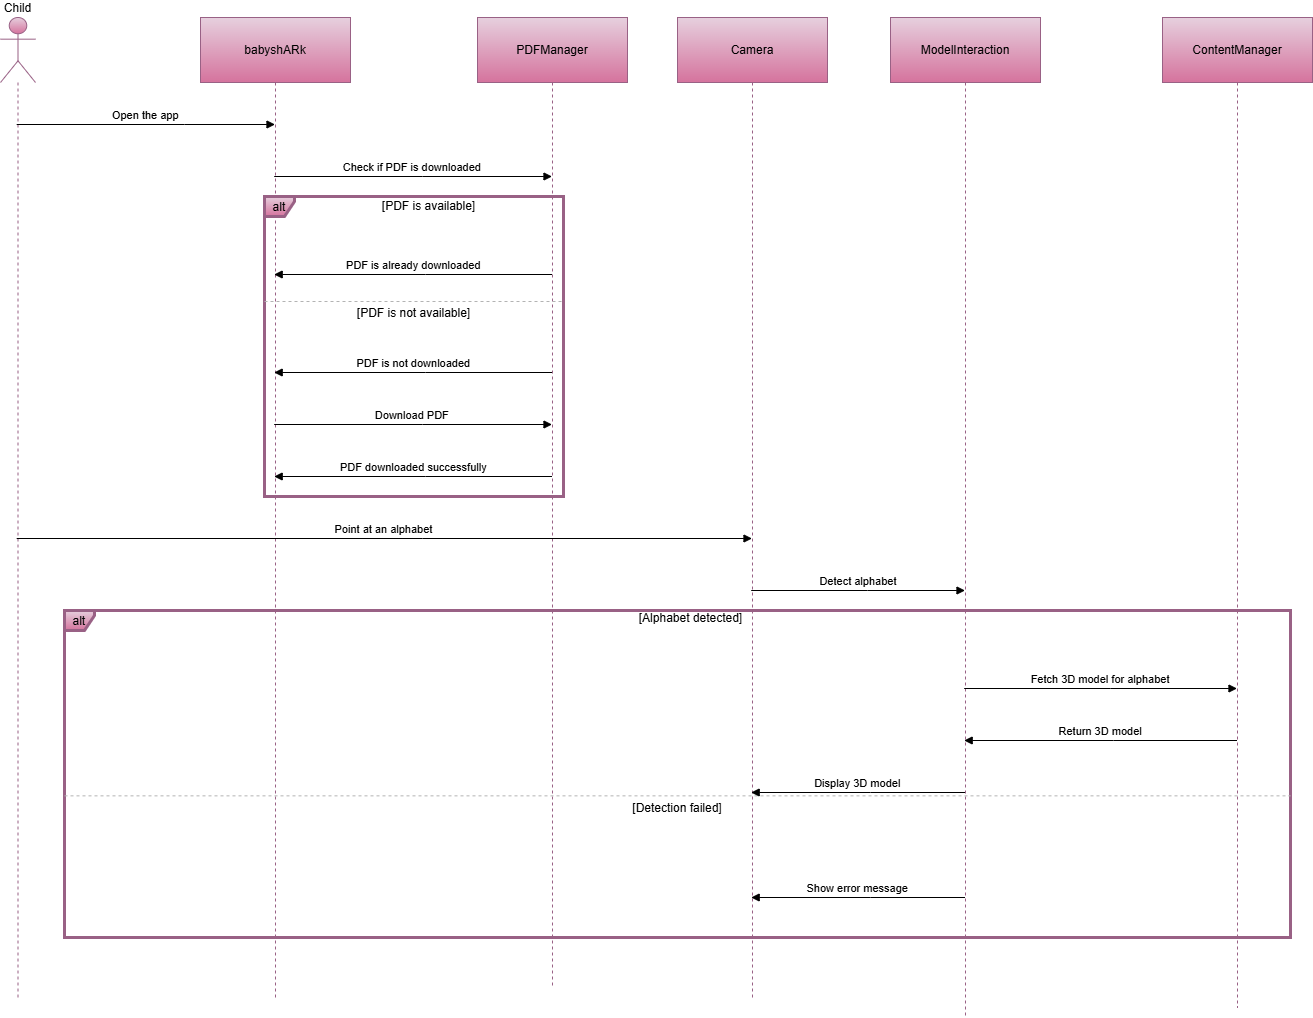 Child
babyshARk
PDFManager
Camera
ModelInteraction
ContentManager
Open the app
Check if PDF is downloaded
alt
[PDF is available]
PDF is already downloaded
[PDF is not available]
PDF is not downloaded
Download PDF
PDF downloaded successfully
Point at an alphabet
Detect alphabet
alt
[Alphabet detected]
Fetch 3D model for alphabet
Return 3D model
Display 3D model
[Detection failed]
Show error message